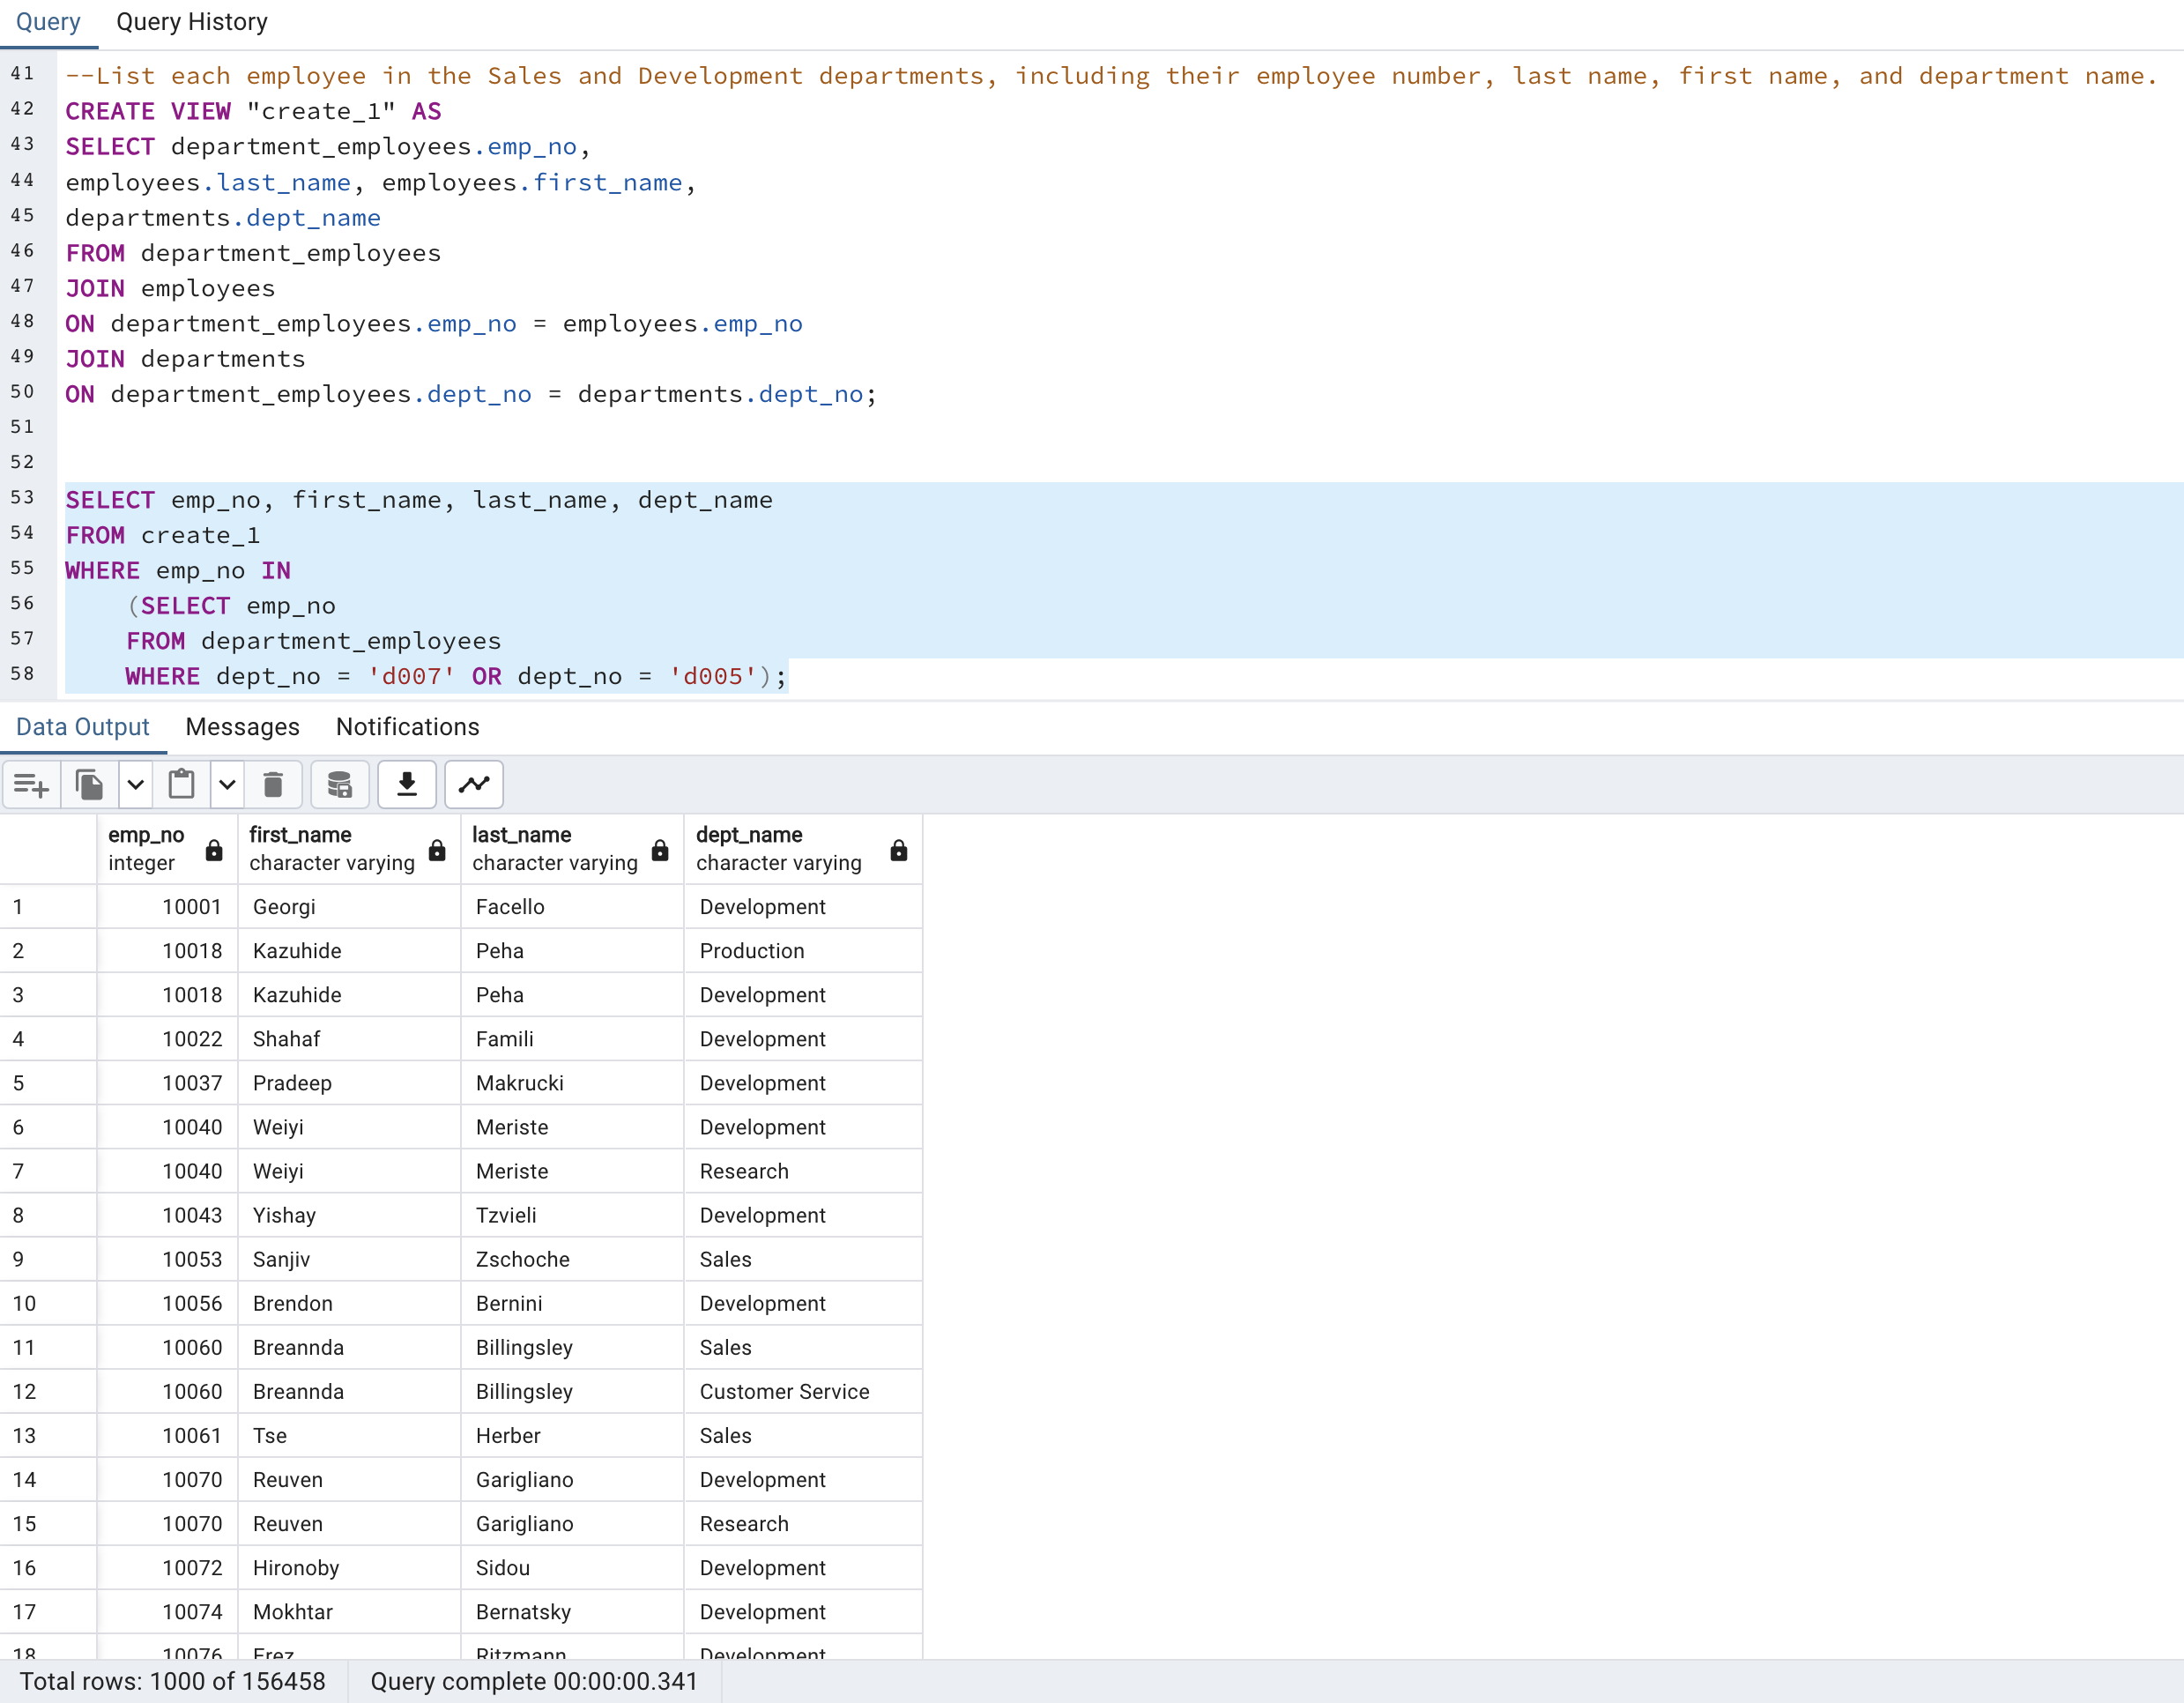 Query Query History
41 --List each employee in the Sales and Development departments, including their employee number, last name, first name, and department name.
42 CREATE VIEW "create_1" AS
43 SELECT department_employees.emp_no,
44 employees.last_name, employees.first_name,
45 departments.dept_name
46 FROM department_employees
47 JOIN employees
48 ON department_employees.emp_no = employees.emp_no
49 JOIN departments
50 ON department_employees.dept_no = departments.dept_no;
51
52
53 SELECT emp_no, first_name, last_name, dept_name
54 FROM create_1
55 WHERE emp_no IN
56 (SELECT emp_no
57 FROM department_employees
58 WHERE dept_no = 'd007' OR dept_no = 'd005');
Data Output Messages Notifications
emp_no first_name last_name dept_name
integer character varying character varying character varying
1 10001 Georgi Facello Development
2 10018 Kazuhide Peha Production
3 10018 Kazuhide Peha Development
4 10022 Shahaf Famili Development
5 10037 Pradeep Makrucki Development
6 10040 Weiyi Meriste Development
7 10040 Weiyi Meriste Research
8 10043 Yishay Tzvieli Development
9 10053 Sanjiv Zschoche Sales
10 10056 Brendon Bernini Development
11 10060 Breannda Billingsley Sales
12 10060 Breannda Billingsley Customer Service
13 10061 Tse Herber Sales
14 10070 Reuven Garigliano Development
15 10070 Reuven Garigliano Research
16 10072 Hironoby Sidou Development
17 10074 Mokhtar Bernatsky Development
18 10076 Erez Ritzmann Development
Total rows: 1000 of 156458 Query complete 00:00:00.341